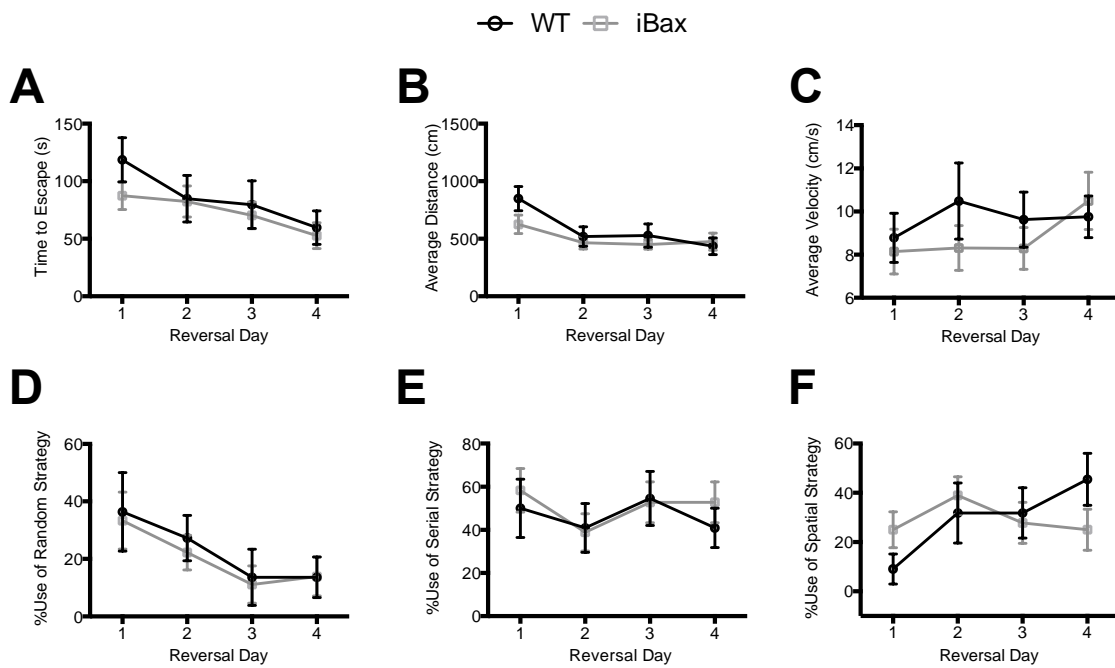 WT iBax
A
Time to Escape (s)
150
100
50
0
1 2 3 4
Reversal Day
B
Average Distance (cm)
1500
1000
500
0
1 2 3 4
Reversal Day
C
Average Velocity (cm/s)
14
12
10
8
6
1 2 3 4
Reversal Day
D
%Use of Random Strategy
60
40
20
0
1 2 3 4
Reversal Day
E
%Use of Serial Strategy
80
60
40
20
0
1 2 3 4
Reversal Day
F
%Use of Spatial Strategy
60
40
20
0
1 2 3 4
Reversal Day